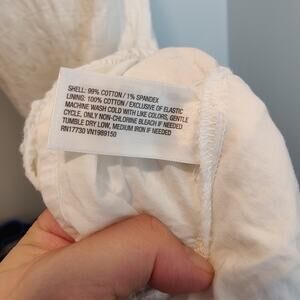 SHELL: 99% COTTON / 1% SPANDEX
LINING: 100% COTTON / EXCLUSIVE OF ELASTIC
MACHINE WASH COLD WITH LIKE COLORS, GENTLE
CYCLE, ONLY NON-CHLORINE BLEACH IF NEEDED
TUMBLE DRY LOW, MEDIUM IRON IF NEEDED
RN17730 VN1989150